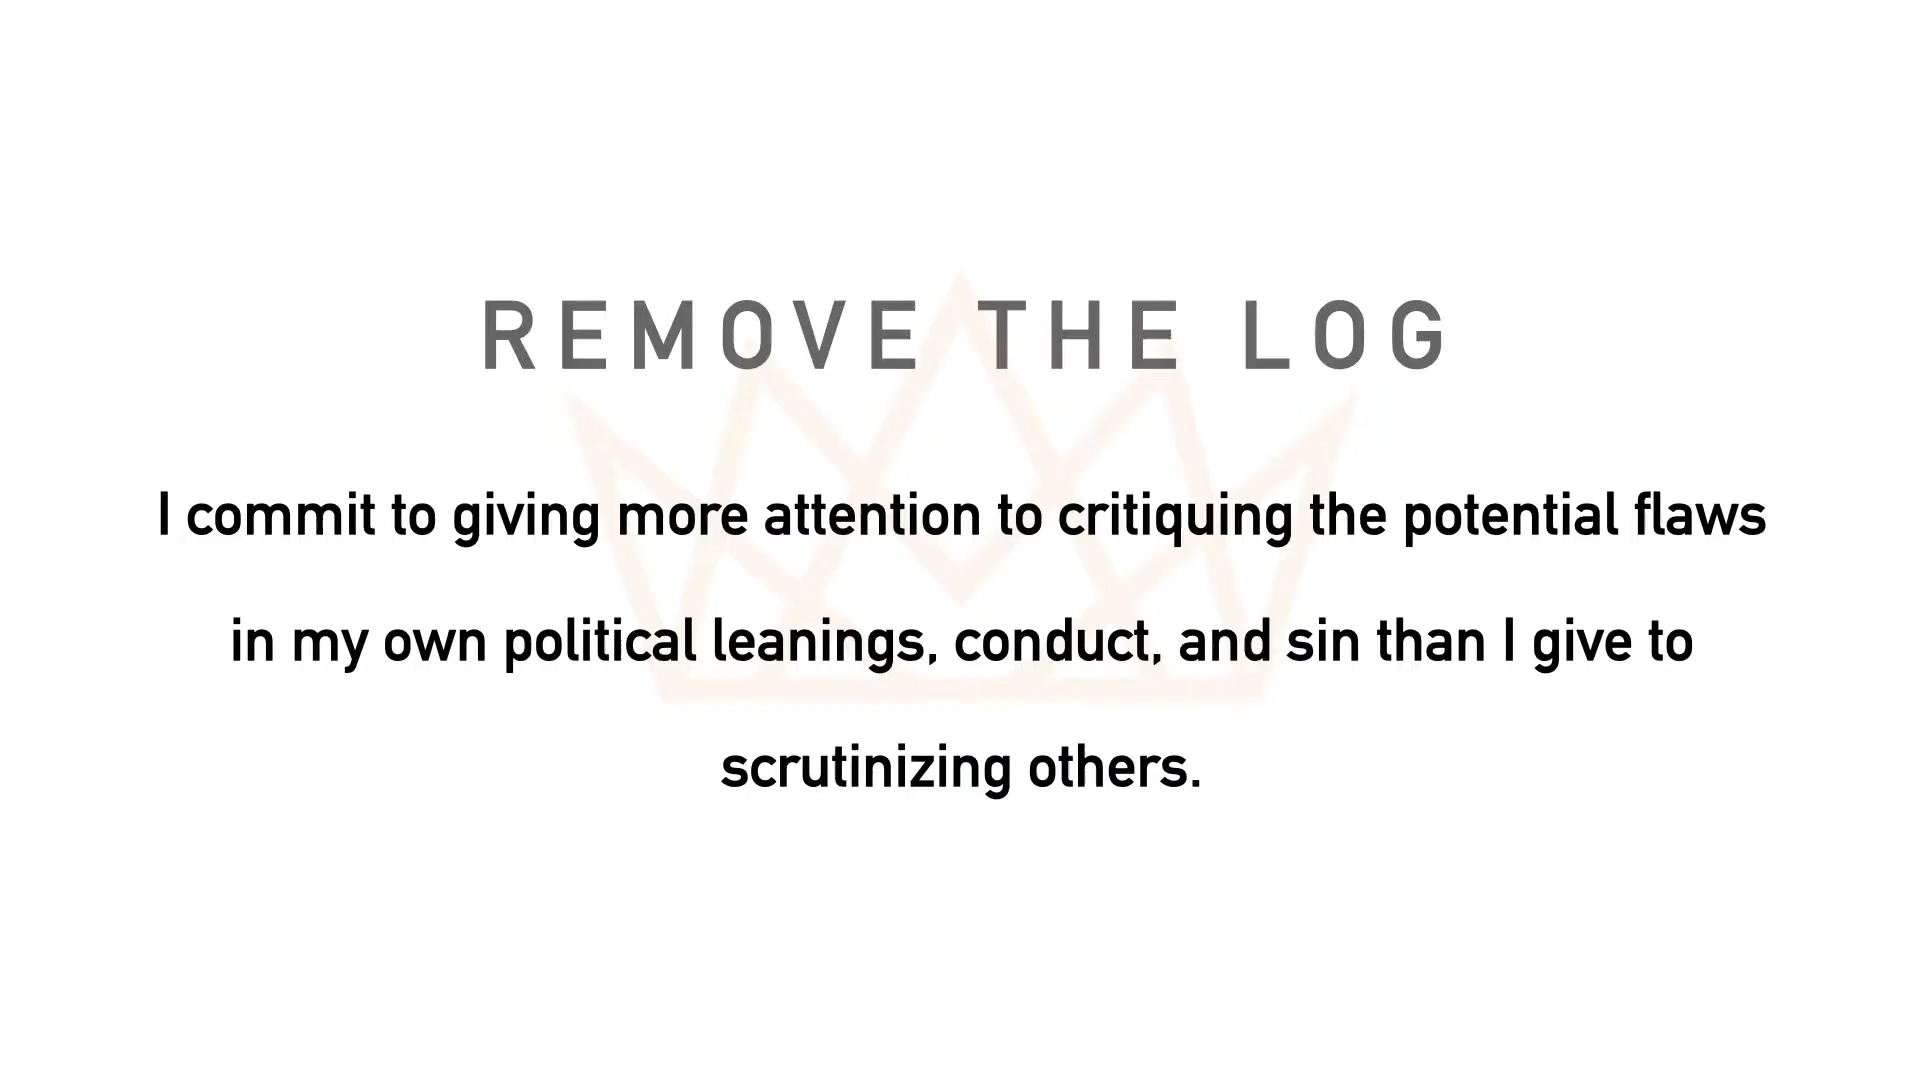 REMOVE THE LOG
I commit to giving more attention to critiquing the potential flaws
in my own political leanings, conduct, and sin than I give to
scrutinizing others.